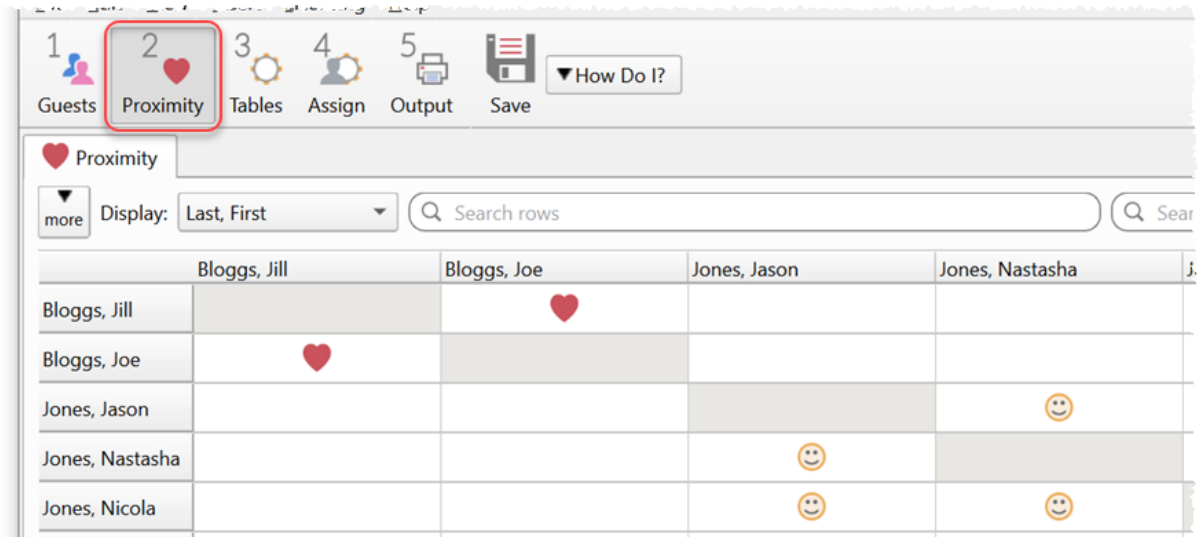 1 2 3 4 5
Guests Proximity Tables Assign Output Save ▼How Do I?
Proximity
▼
more Display: Last, First Search rows
Bloggs, Jill Bloggs, Joe Jones, Jason Jones, Nastasha
Bloggs, Jill
Bloggs, Joe
Jones, Jason
Jones, Nastasha
Jones, Nicola